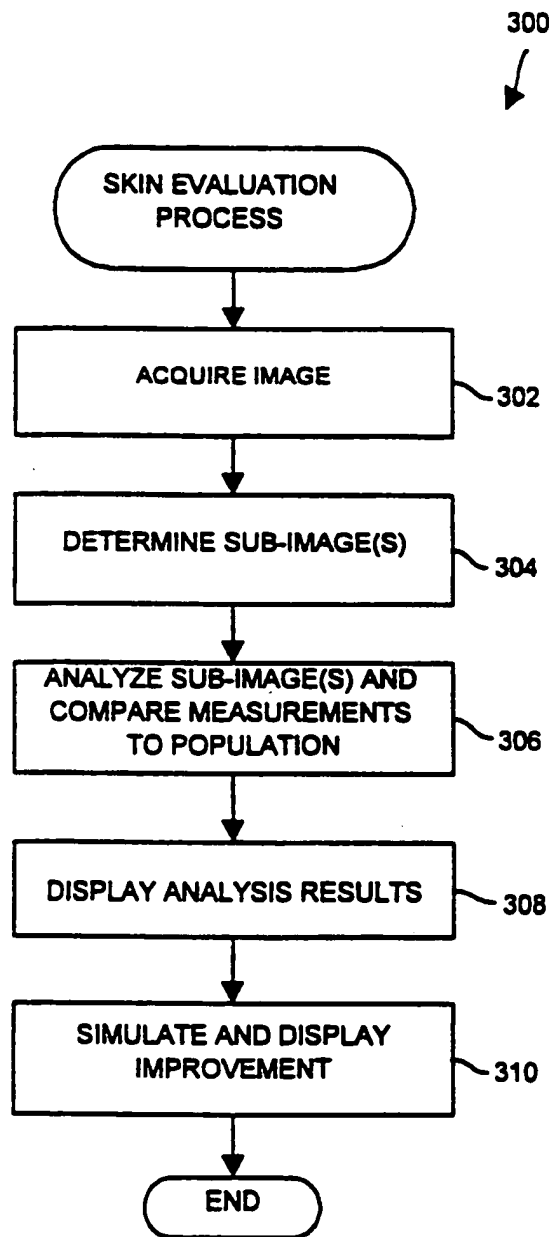 300
SKIN EVALUATION
PROCESS
ACQUIRE IMAGE
302
DETERMINE SUB-IMAGE(S)
304
ANALYZE SUB-IMAGE(S) AND
COMPARE MEASUREMENTS
TO POPULATION
306
DISPLAY ANALYSIS RESULTS
308
SIMULATE AND DISPLAY
IMPROVEMENT
310
END